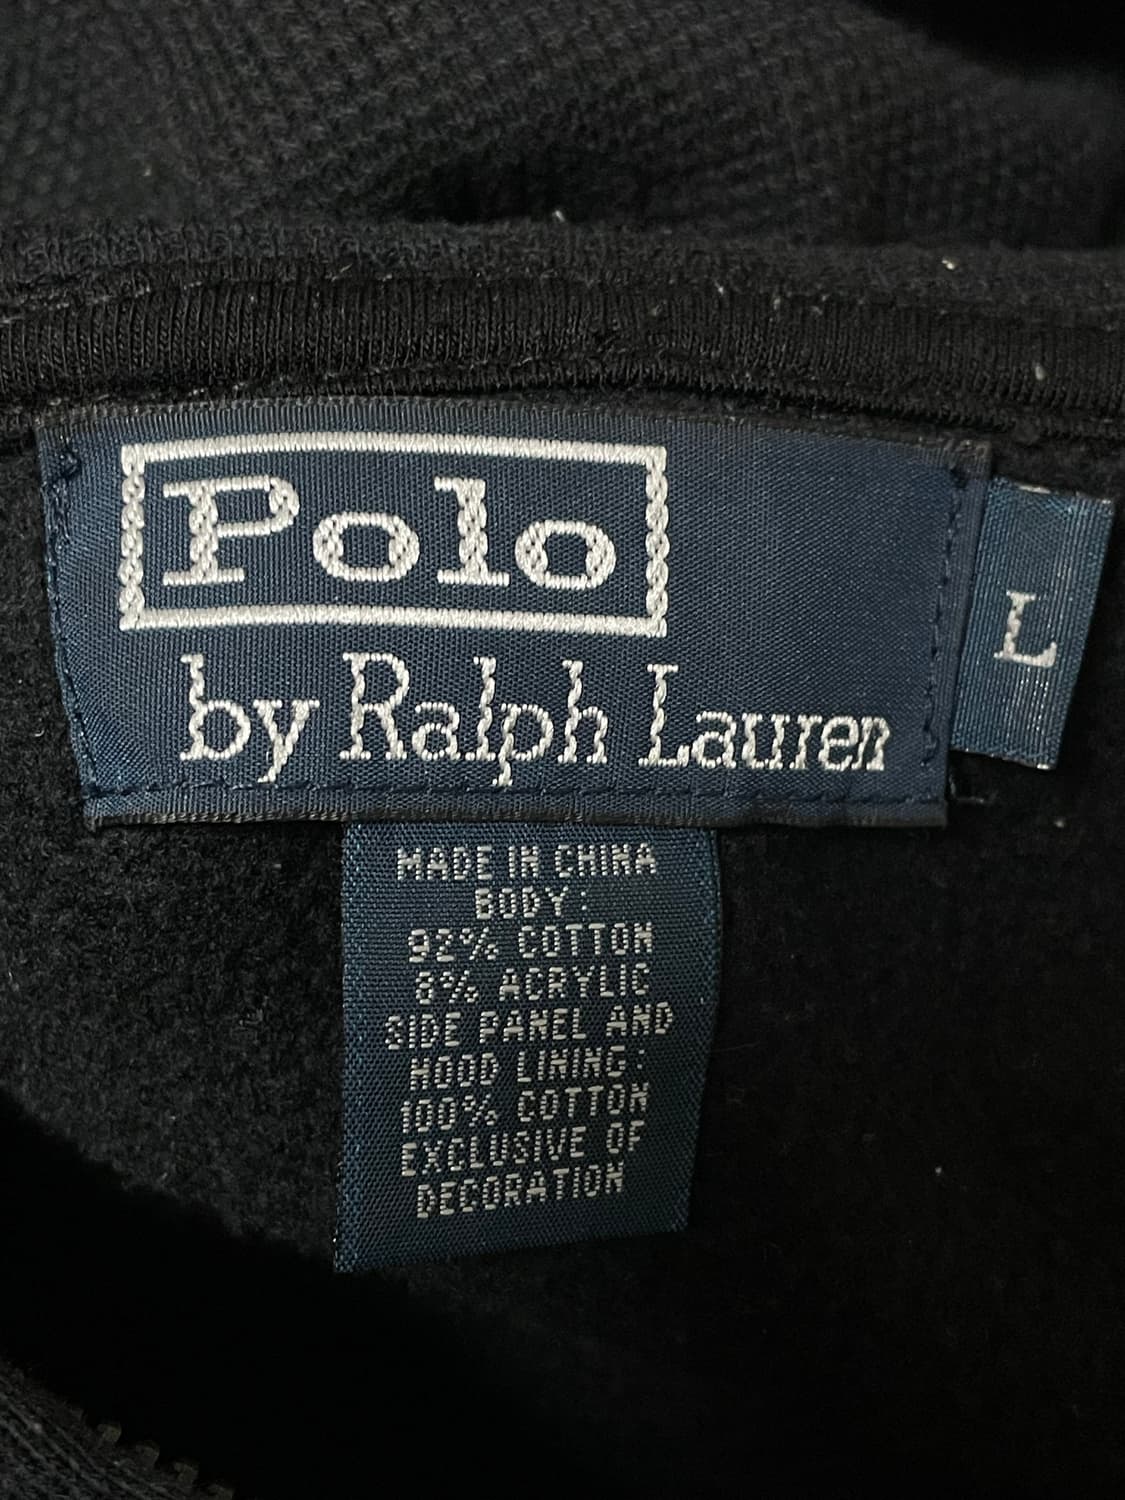 Polo
by Ralph Lauren
L
MADE IN CHINA
BODY:
92% COTTON
8% ACRYLIC
SIDE PANEL AND
HOOD LINING:
100% COTTON
EXCLUSIVE OF
DECORATION